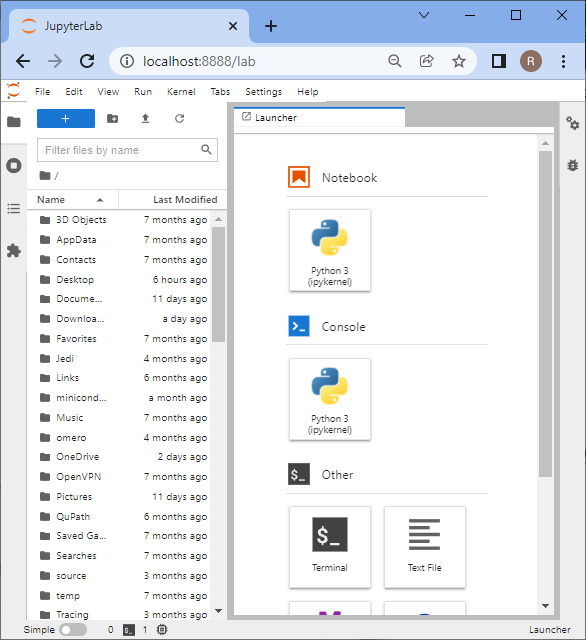 JupyterLab
localhost:8888/lab
R
File Edit View Run Kernel Tabs Settings Help
+
Launcher
Filter files by name
/
Name Last Modified
3D Objects 7 months ago
AppData 7 months ago
Contacts 7 months ago
Desktop 6 hours ago
Docume... 11 days ago
Downloa... a day ago
Favorites 7 months ago
Jedi 4 months ago
Links 6 months ago
minicond... a month ago
Music 7 months ago
omero 4 months ago
OneDrive 2 days ago
OpenVPN 7 months ago
Pictures 11 days ago
QuPath 6 months ago
Saved Ga... 7 months ago
Searches 7 months ago
source 3 months ago
temp 7 months ago
Tracing 3 months ago
Notebook
Python 3
(ipykernel)
Console
Python 3
(ipykernel)
$_ Other
$_
Terminal
Text File
Simple 0 $_ 1 Launcher